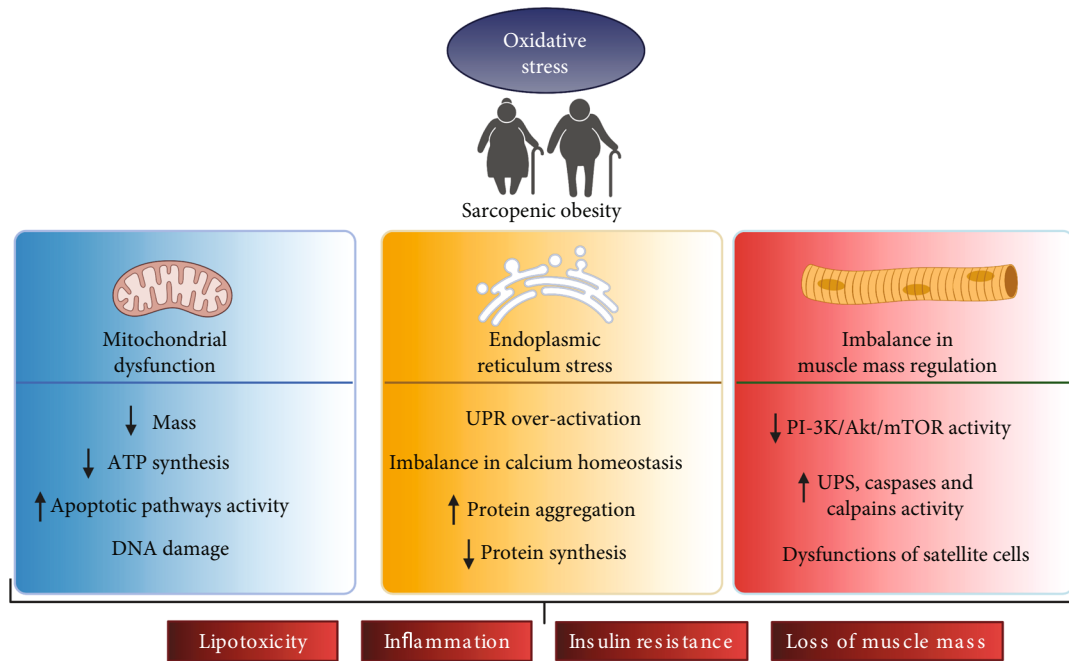 Oxidative
stress
Sarcopenic obesity
Mitochondrial
dysfunction
↓ Mass
↓ ATP synthesis
↑ Apoptotic pathways activity
DNA damage
Endoplasmic
reticulum stress
UPR over-activation
Imbalance in calcium homeostasis
↑ Protein aggregation
↓ Protein synthesis
Imbalance in
muscle mass regulation
↓ PI-3K/Akt/mTOR activity
↑ UPS, caspases and
calpains activity
Dysfunctions of satellite cells
Lipotoxicity
Inflammation
Insulin resistance
Loss of muscle mass